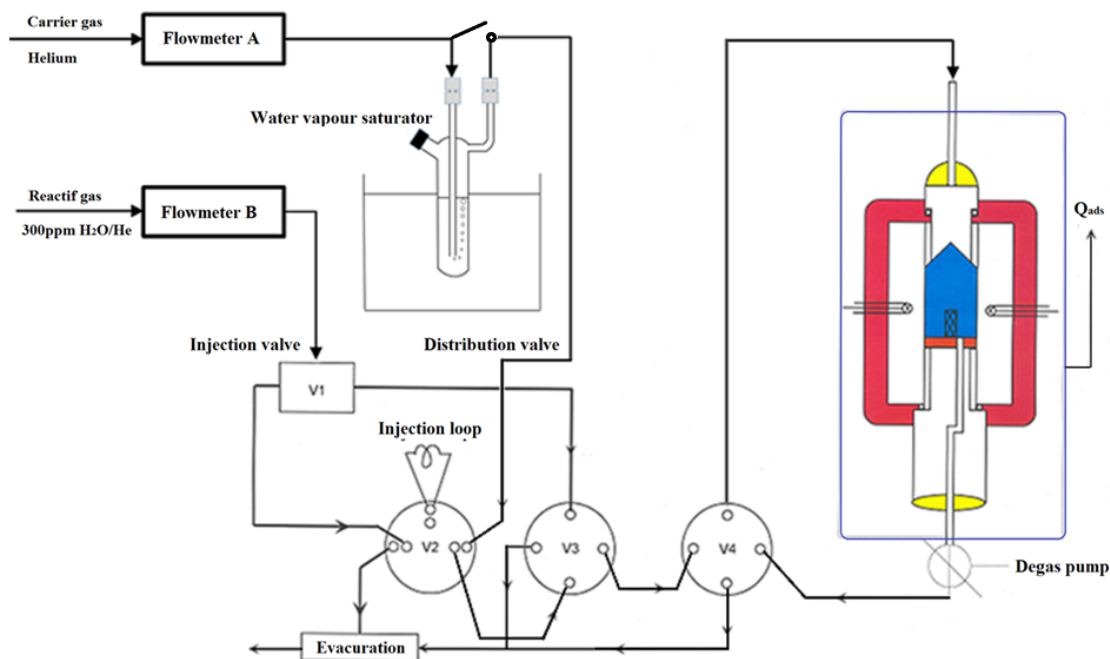 Carrier gas
Helium
Flowmeter A
Water vapour saturator
Reactif gas
300ppm H₂O/He
Flowmeter B
Qads
Injection valve
Distribution valve
V1
Injection loop
V2
V3
V4
Degas pump
Evacuration